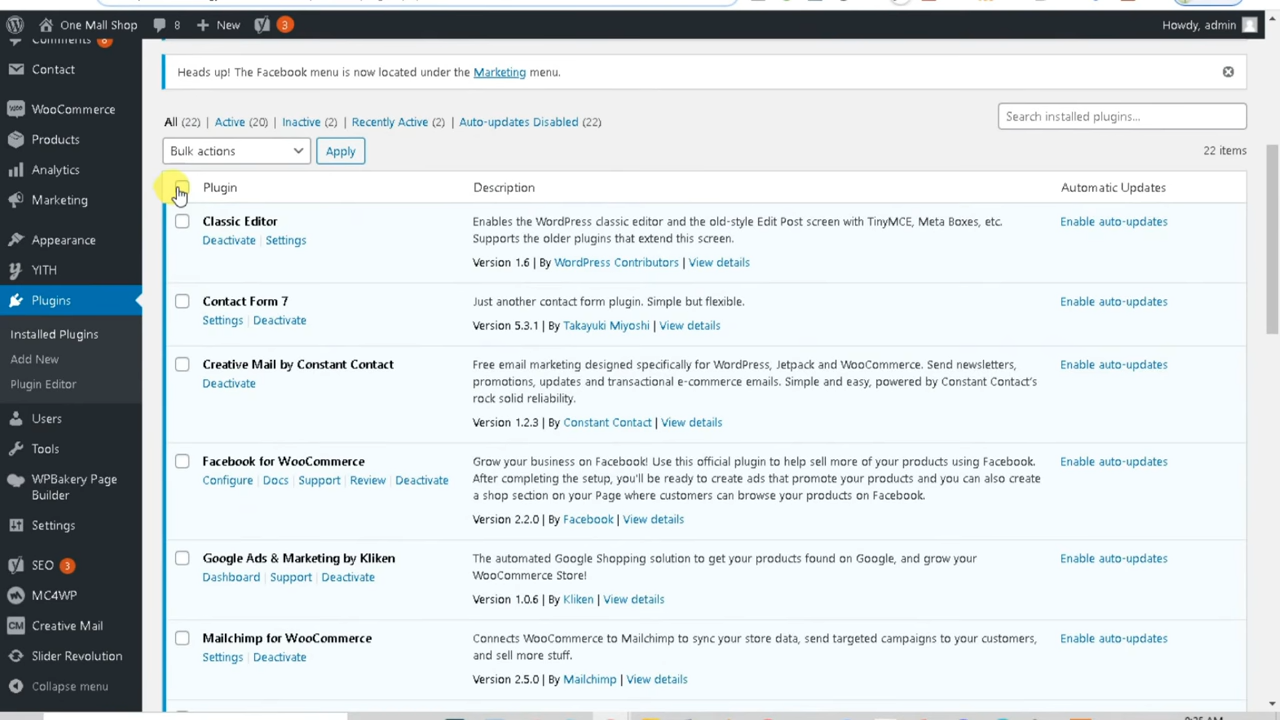 One Mall Shop
8
New
3
Howdy, admin
Comments
Contact
WooCommerce
Products
Analytics
Marketing
Appearance
YITH
Plugins
Installed Plugins
Add New
Plugin Editor
Users
Tools
WPBakery Page
Builder
Settings
SEO 3
MC4WP
Creative Mail
Slider Revolution
Collapse menu
Heads up! The Facebook menu is now located under the Marketing menu.
All (22) | Active (20) | Inactive (2) | Recently Active (2) | Auto-updates Disabled (22)
Search installed plugins...
Bulk actions
Apply
22 items
Plugin
Description
Automatic Updates
Classic Editor
Deactivate | Settings
Enables the WordPress classic editor and the old-style Edit Post screen with TinyMCE, Meta Boxes, etc.
Supports the older plugins that extend this screen.
Version 1.6 | By WordPress Contributors | View details
Enable auto-updates
Contact Form 7
Settings | Deactivate
Just another contact form plugin. Simple but flexible.
Version 5.3.1 | By Takayuki Miyoshi | View details
Enable auto-updates
Creative Mail by Constant Contact
Deactivate
Free email marketing designed specifically for WordPress, Jetpack and WooCommerce. Send newsletters,
promotions, updates and transactional e-commerce emails. Simple and easy, powered by Constant Contact's
rock solid reliability.
Version 1.2.3 | By Constant Contact | View details
Enable auto-updates
Facebook for WooCommerce
Configure | Docs | Support | Review | Deactivate
Grow your business on Facebook! Use this official plugin to help sell more of your products using Facebook.
After completing the setup, you'll be ready to create ads that promote your products and you can also create
a shop section on your Page where customers can browse your products on Facebook.
Version 2.2.0 | By Facebook | View details
Enable auto-updates
Google Ads & Marketing by Kliken
Dashboard | Support | Deactivate
The automated Google Shopping solution to get your products found on Google, and grow your
WooCommerce Store!
Version 1.0.6 | By Kliken | View details
Enable auto-updates
Mailchimp for WooCommerce
Settings | Deactivate
Connects WooCommerce to Mailchimp to sync your store data, send targeted campaigns to your customers,
and sell more stuff.
Version 2.5.0 | By Mailchimp | View details
Enable auto-updates